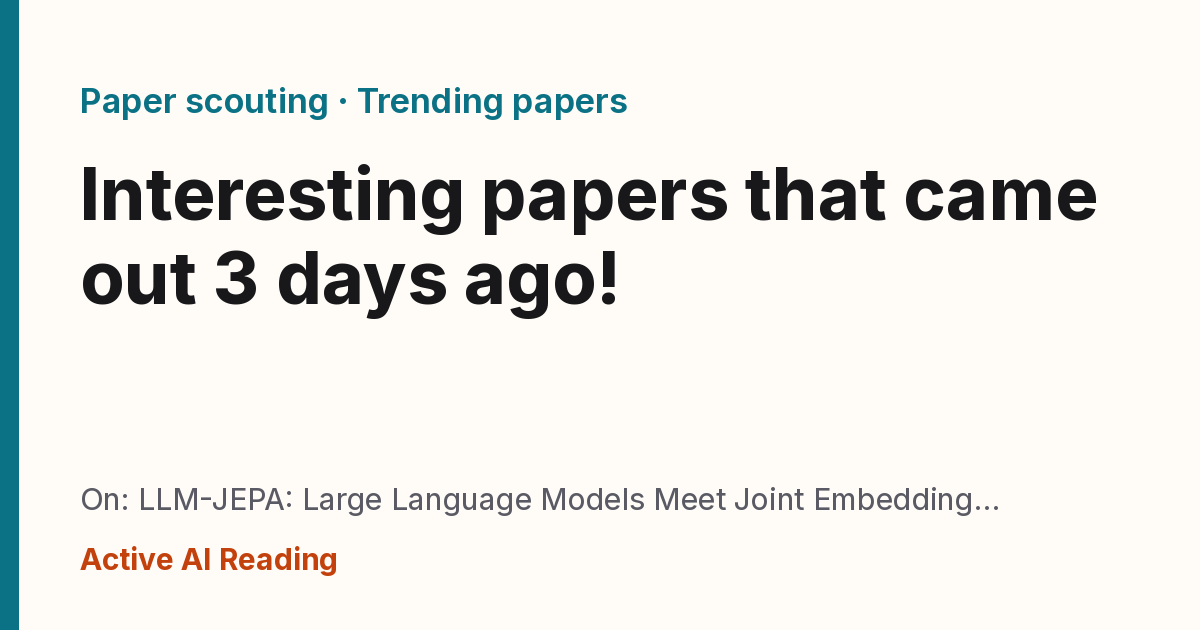 Paper scouting · Trending papers
Interesting papers that came
out 3 days ago!
On: LLM-JEPA: Large Language Models Meet Joint Embedding...
Active AI Reading